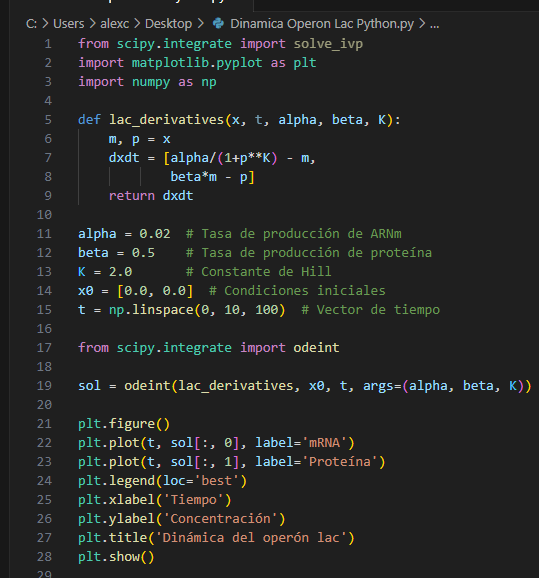 C: > Users > alexc > Desktop > Dinamica Operon Lac Python.py > ...
1 from scipy.integrate import solve_ivp
2 import matplotlib.pyplot as plt
3 import numpy as np
4
5 def lac_derivatives(x, t, alpha, beta, K):
6     m, p = x
7     dxdt = [alpha/(1+p**K) - m,
8             beta*m - p]
9     return dxdt
10
11 alpha = 0.02  # Tasa de producción de ARNm
12 beta = 0.5    # Tasa de producción de proteína
13 K = 2.0       # Constante de Hill
14 x0 = [0.0, 0.0]  # Condiciones iniciales
15 t = np.linspace(0, 10, 100)  # Vector de tiempo
16
17 from scipy.integrate import odeint
18
19 sol = odeint(lac_derivatives, x0, t, args=(alpha, beta, K))
20
21 plt.figure()
22 plt.plot(t, sol[:, 0], label='mRNA')
23 plt.plot(t, sol[:, 1], label='Proteína')
24 plt.legend(loc='best')
25 plt.xlabel('Tiempo')
26 plt.ylabel('Concentración')
27 plt.title('Dinámica del operón lac')
28 plt.show()
29